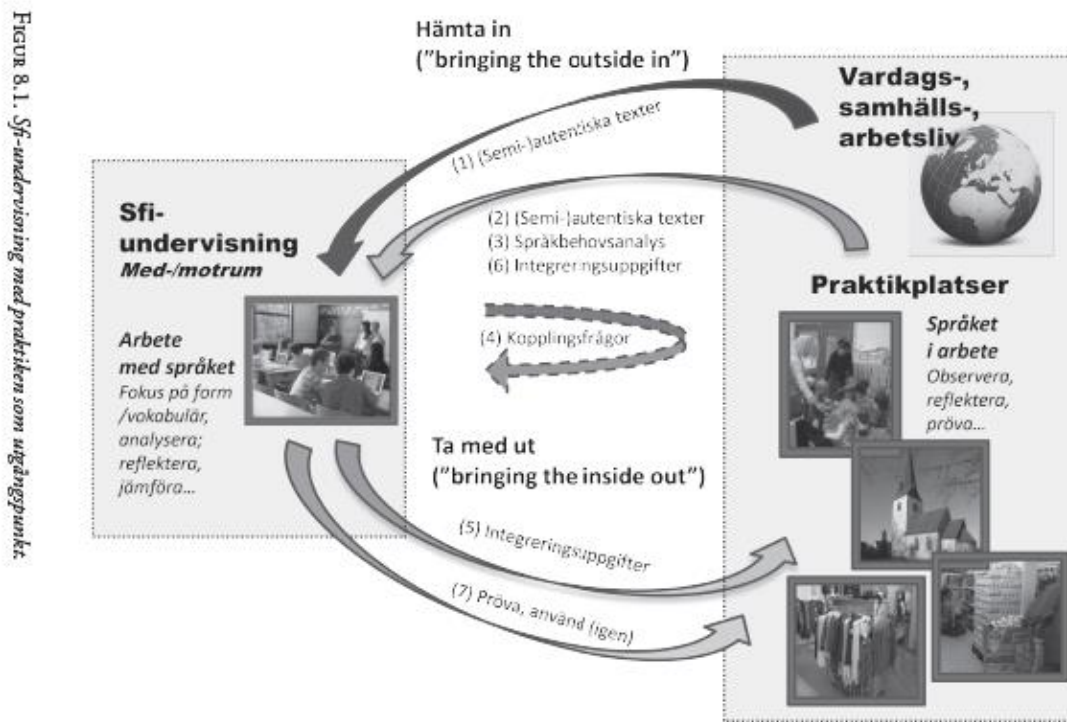 FIGUR 8.1. Sfi-undervisning med praktiken som utgångspunkt.
Hämta in
("bringing the outside in")
Vardags-,
samhälls-,
arbetsliv
(1) (Semi-)autentiska texter
Sfi-
undervisning
Med-/motrum
(2) (Semi-)autentiska texter
(3) Språkbehovsanalys
(6) Integreringsuppgifter
Praktikplatser
(4) Kopplingsfrågor
Arbete
med språket
Fokus på form
/vokabulär,
analysera;
reflektera,
jämföra...
Språket
i arbete
Observera,
reflektera,
pröva...
Ta med ut
("bringing the inside out")
(5) Integreringsuppgifter
(7) Pröva, använd (igen)